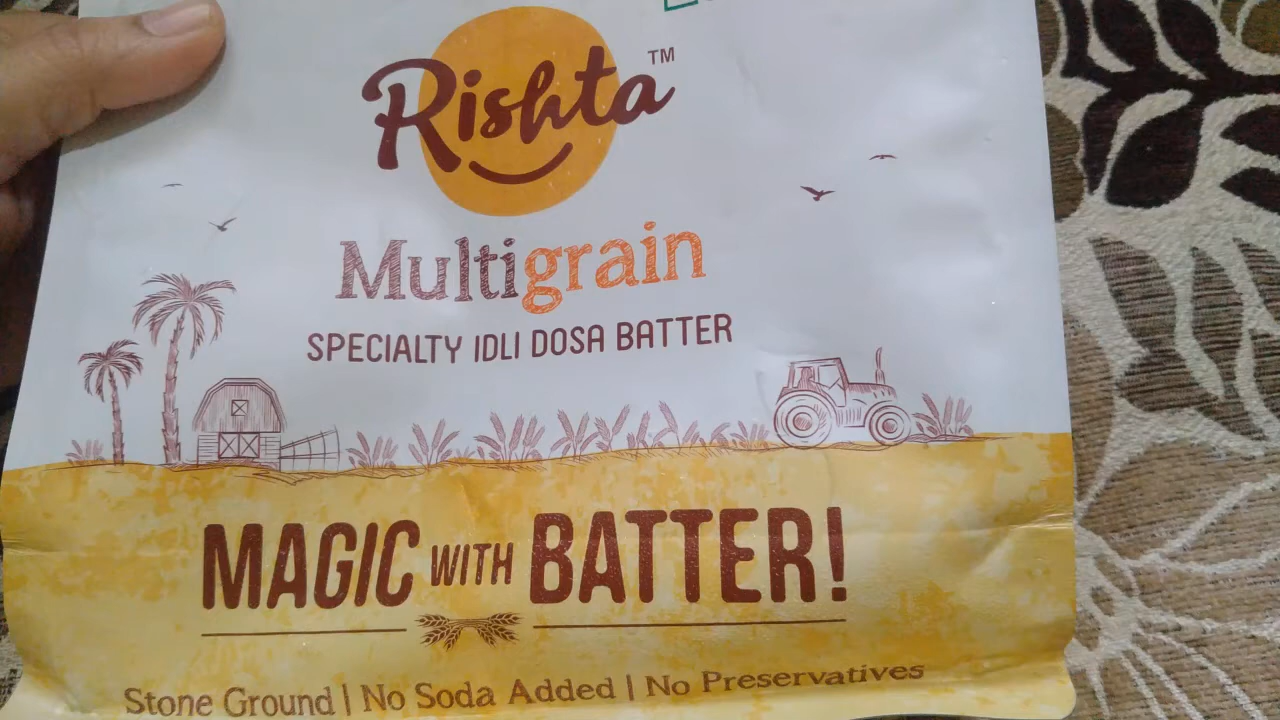 Rishta™
Multigrain
SPECIALTY IDLI DOSA BATTER
MAGIC WITH BATTER!
Stone Ground | No Soda Added | No Preservatives